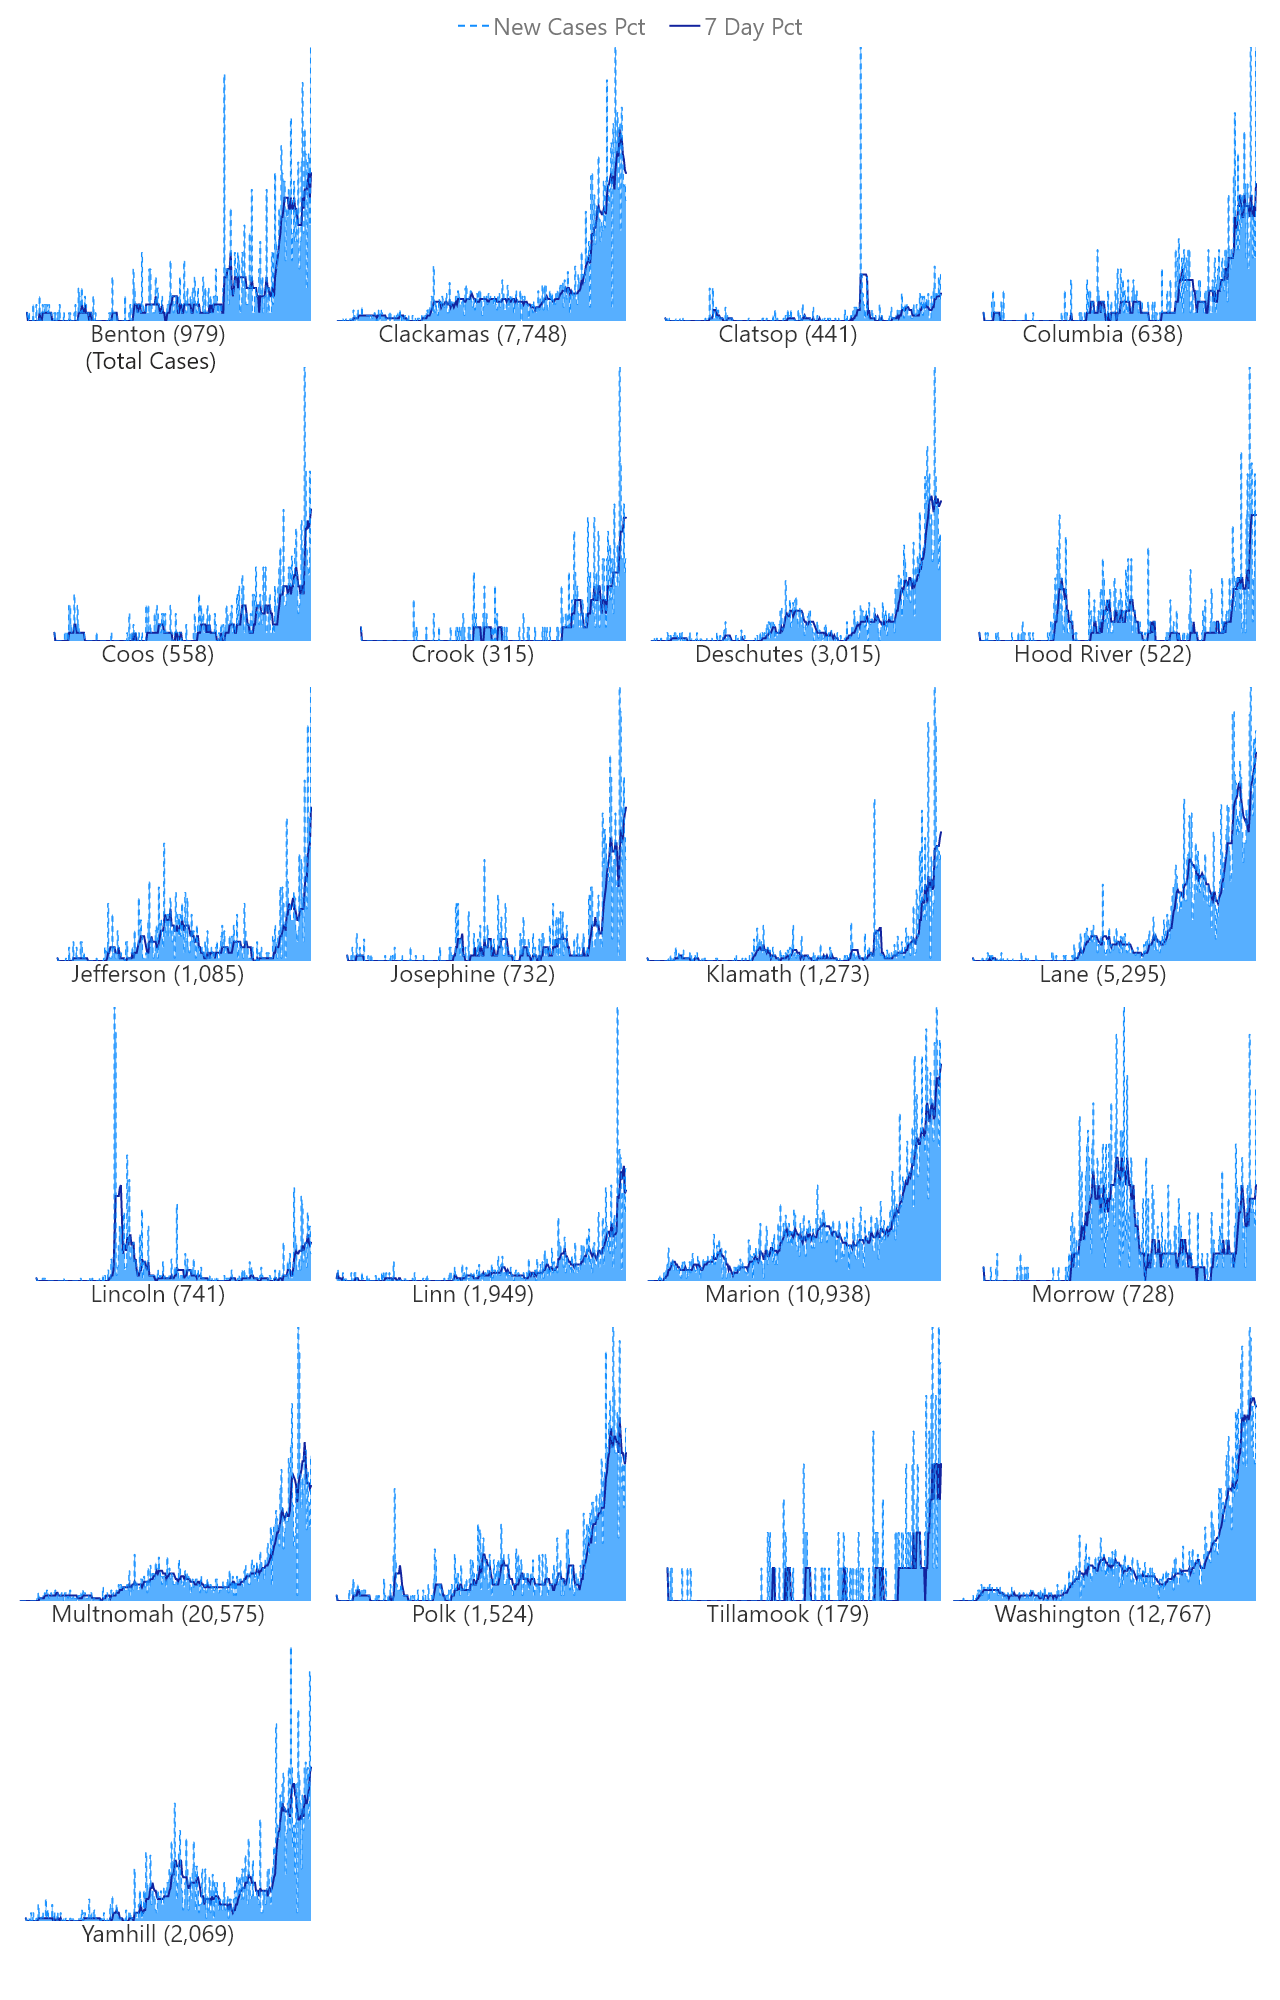 New Cases Pct 7 Day Pct
Benton (979) Clackamas (7,748) Clatsop (441) Columbia (638)
(Total Cases)
Coos (558) Crook (315) Deschutes (3,015) Hood River (522)
Jefferson (1,085) Josephine (732) Klamath (1,273) Lane (5,295)
Lincoln (741) Linn (1,949) Marion (10,938) Morrow (728)
Multnomah (20,575) Polk (1,524) Tillamook (179) Washington (12,767)
Yamhill (2,069)